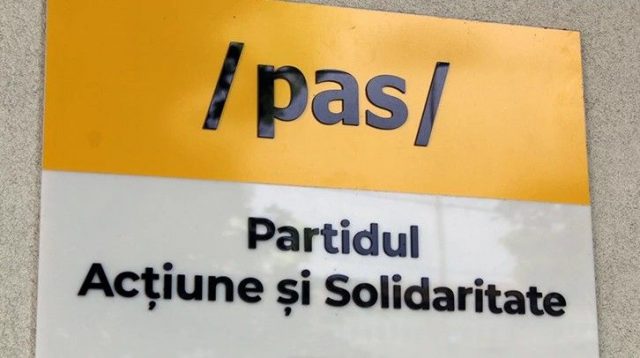 /pas/
Partidul
Acțiune și Solidaritate